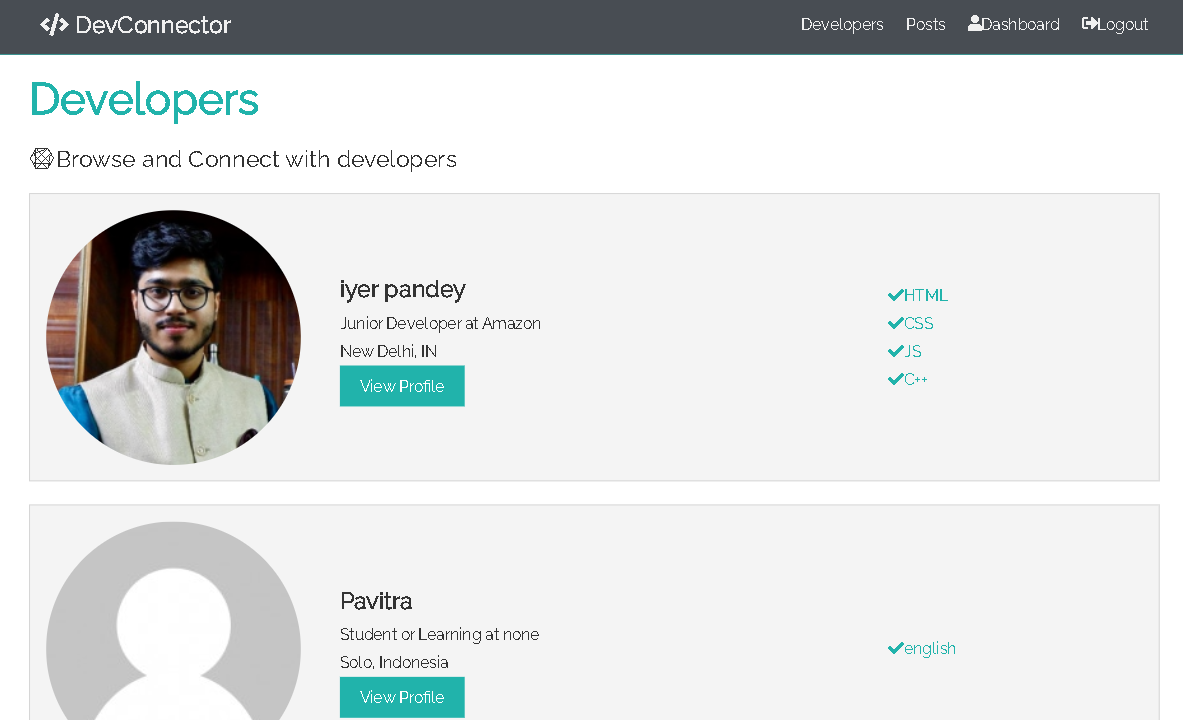 DevConnector
Developers Posts Dashboard Logout
Developers
Browse and Connect with developers
iyer pandey
Junior Developer at Amazon
New Delhi, IN
View Profile
HTML
CSS
JS
C++
Pavitra
Student or Learning at none
Solo, Indonesia
View Profile
english